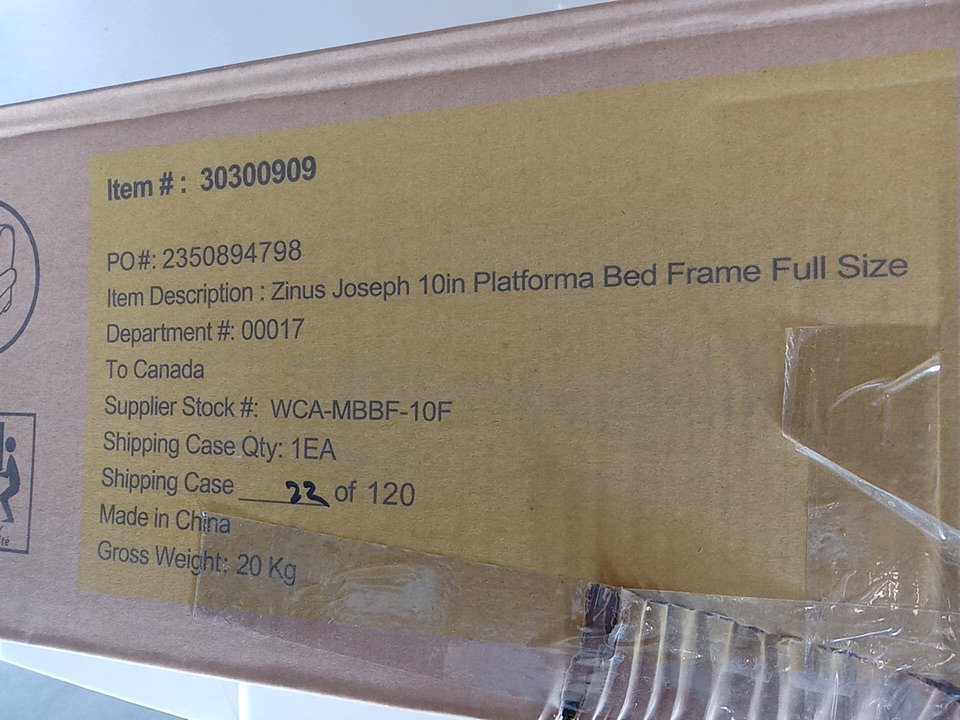 Item # : 30300909
PO#: 2350894798
Item Description : Zinus Joseph 10in Platforma Bed Frame Full Size
Department #: 00017
To Canada
Supplier Stock #: WCA-MBBF-10F
Shipping Case Qty: 1EA
Shipping Case 22 of 120
Made in China
Gross Weight: 20 Kg